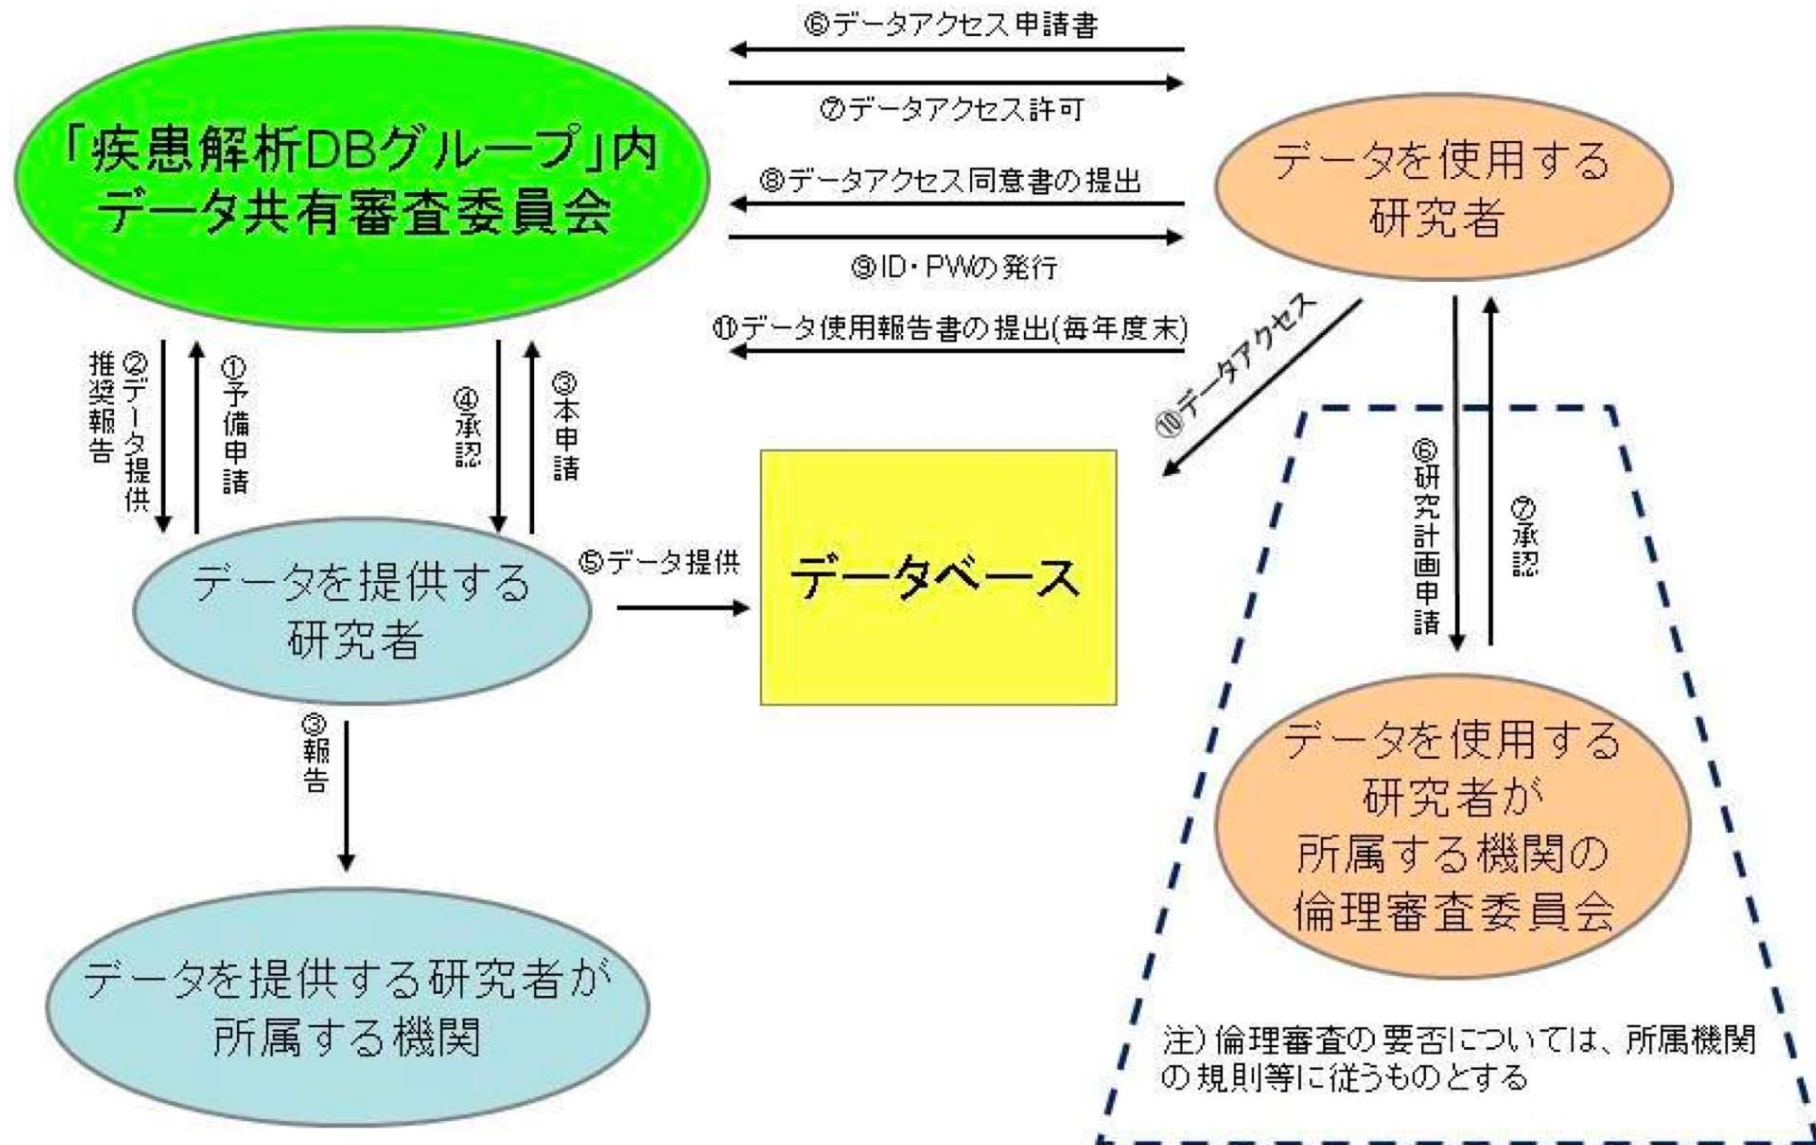 ⑥データアクセス申請書
⑦データアクセス許可
「疾患解析DBグループ」内
データ共有審査委員会
データを使用する
研究者
⑧データアクセス同意書の提出
⑨ID・PWの発行
⑪データ使用報告書の提出(毎年度末)
⑩データアクセス
②データ提供
推奨報告
①予備申請
④承認
③本申請
⑥研究計画申請
⑦承認
データを提供する
研究者
⑤データ提供
データベース
③報告
データを使用する
研究者が
所属する機関の
倫理審査委員会
データを提供する研究者が
所属する機関
注)倫理審査の要否については、所属機関
の規則等に従うものとする